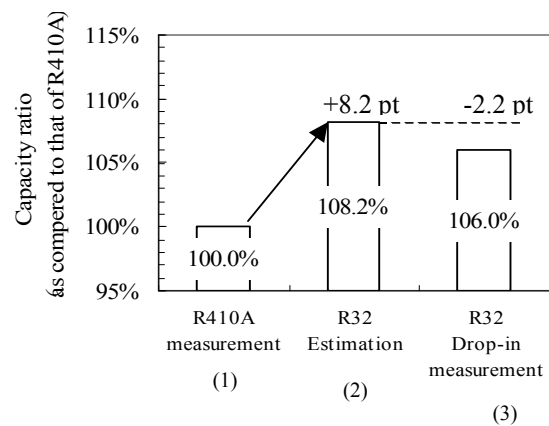 Capacity ratio
(as compered to that of R410A)
115%
110%
105%
100%
95%
+8.2 pt
-2.2 pt
100.0%
108.2%
106.0%
R410A
measurement
(1)
R32
Estimation
(2)
R32
Drop-in
measurement
(3)